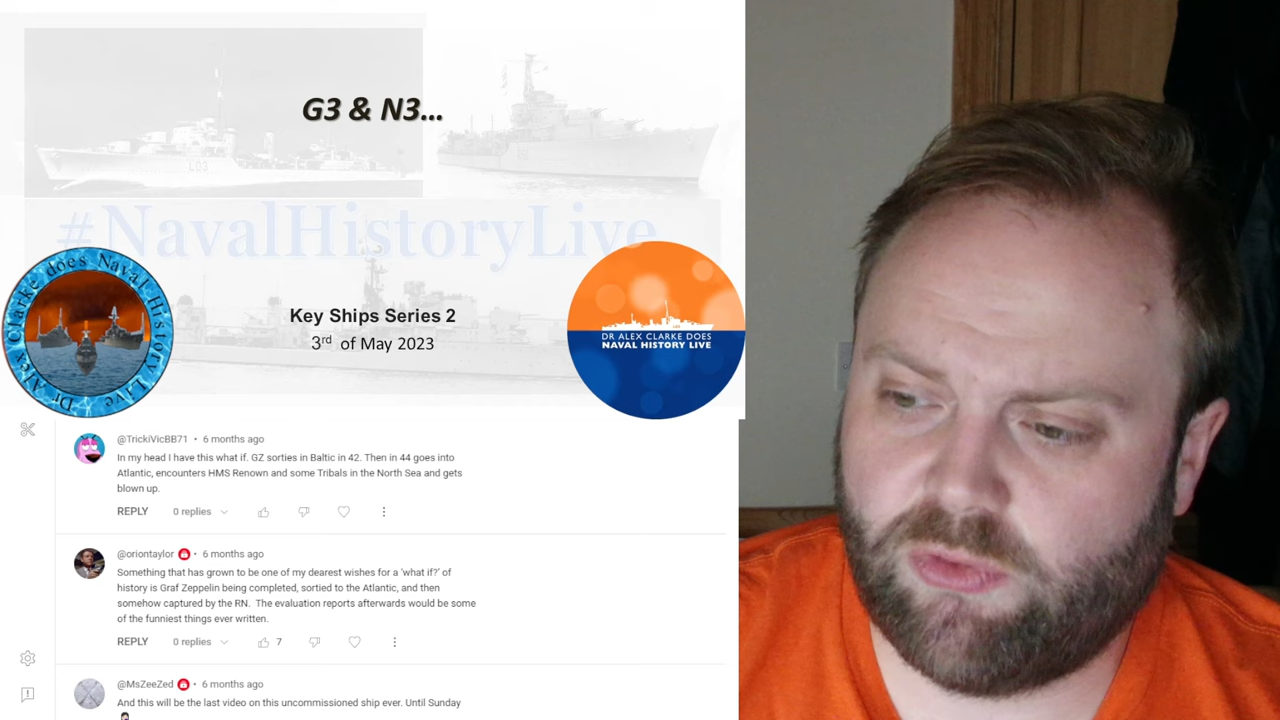 G3 & N3...
L03
#NavalHistoryLive
Dr Alex Clarke does Naval History Live
Key Ships Series 2
3rd of May 2023
DR ALEX CLARKE DOES
NAVAL HISTORY LIVE
@TrickiVicBB71 • 6 months ago
In my head I have this what if. GZ sorties in Baltic in 42. Then in 44 goes into
Atlantic, encounters HMS Renown and some Tribals in the North Sea and gets
blown up.
REPLY 0 replies
@oriontaylor • 6 months ago
Something that has grown to be one of my dearest wishes for a 'what if?' of
history is Graf Zeppelin being completed, sortied to the Atlantic, and then
somehow captured by the RN. The evaluation reports afterwards would be some
of the funniest things ever written.
REPLY 0 replies 7
@MsZeeZed • 6 months ago
And this will be the last video on this uncommissioned ship ever. Until Sunday